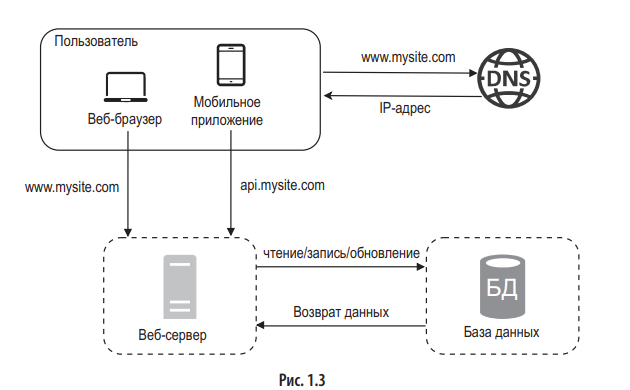 Пользователь
www.mysite.com
DNS
Веб-браузер
Мобильное
приложение
IP-адрес
www.mysite.com
api.mysite.com
чтение/запись/обновление
БД
Возврат данных
Веб-сервер
База данных
Рис. 1.3